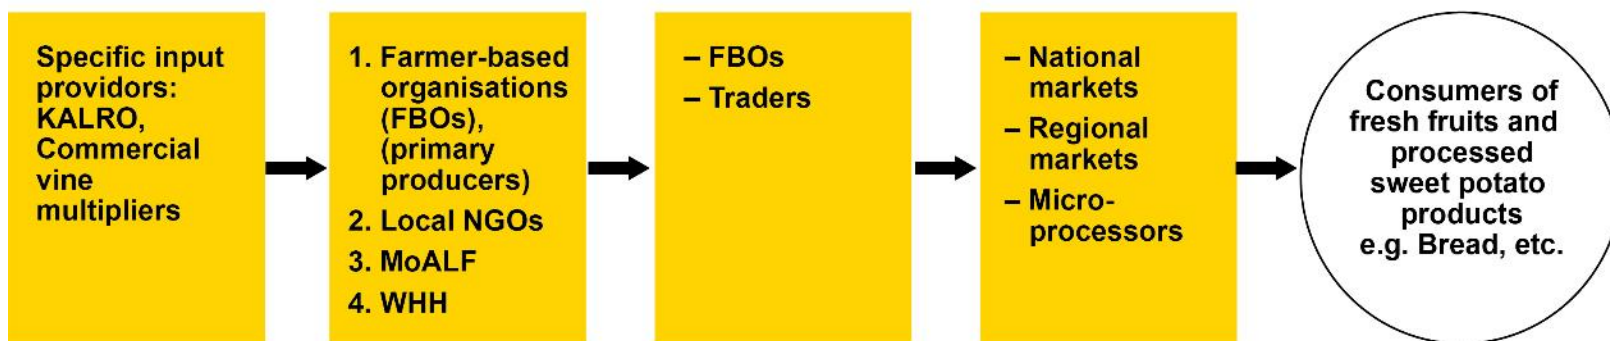 Specific input
providors:
KALRO,
Commercial
vine
multipliers
1. Farmer-based
organisations
(FBOs),
(primary
producers)
2. Local NGOs
3. MoALF
4. WHH
– FBOs
– Traders
– National
markets
– Regional
markets
– Micro-
processors
Consumers of
fresh fruits and
processed
sweet potato
products
e.g. Bread, etc.